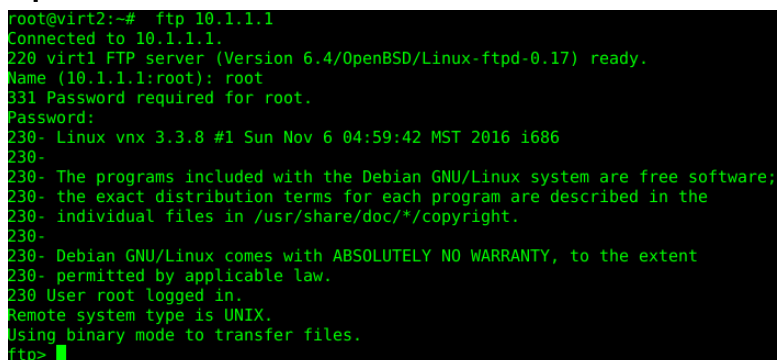 root@virt2:~#  ftp 10.1.1.1
Connected to 10.1.1.1.
220 virt1 FTP server (Version 6.4/OpenBSD/Linux-ftpd-0.17) ready.
Name (10.1.1.1:root): root
331 Password required for root.
Password:
230- Linux vnx 3.3.8 #1 Sun Nov 6 04:59:42 MST 2016 i686
230-
230- The programs included with the Debian GNU/Linux system are free software;
230- the exact distribution terms for each program are described in the
230- individual files in /usr/share/doc/*/copyright.
230-
230- Debian GNU/Linux comes with ABSOLUTELY NO WARRANTY, to the extent
230- permitted by applicable law.
230 User root logged in.
Remote system type is UNIX.
Using binary mode to transfer files.
ftp>